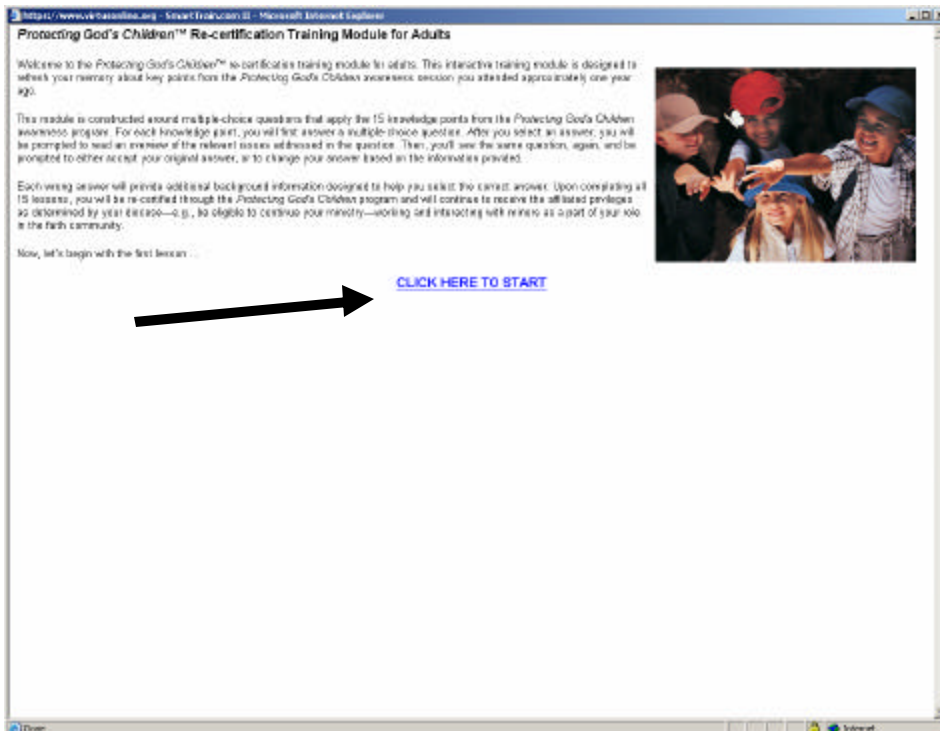 https://www.virtusonline.org - SmartTrain.com II - Microsoft Internet Explorer
Protecting God's Children™ Re-certification Training Module for Adults
Welcome to the Protecting God's Children™ re-certification training module for adults. This interactive training module is designed to
refresh your memory about key points from the Protecting God's Children awareness session you attended approximately one year
ago.
This module is constructed around multiple-choice questions that apply the 15 knowledge points from the Protecting God's Children
awareness program. For each knowledge point, you will first answer a multiple-choice question. After you select an answer, you will
be prompted to read an overview of the relevant issues addressed in the question. Then, you'll see the same question, again, and be
prompted to either accept your original answer, or to change your answer based on the information provided.
Each wrong answer will provide additional background information designed to help you select the correct answer. Upon completing all
15 lessons, you will be re-certified through the Protecting God's Children program and will continue to receive the affiliated privileges
as determined by your diocese—e.g., be eligible to continue your ministry—working and interacting with minors as a part of your role
in the faith community.
Now, let's begin with the first lesson ...
CLICK HERE TO START
Done
Internet